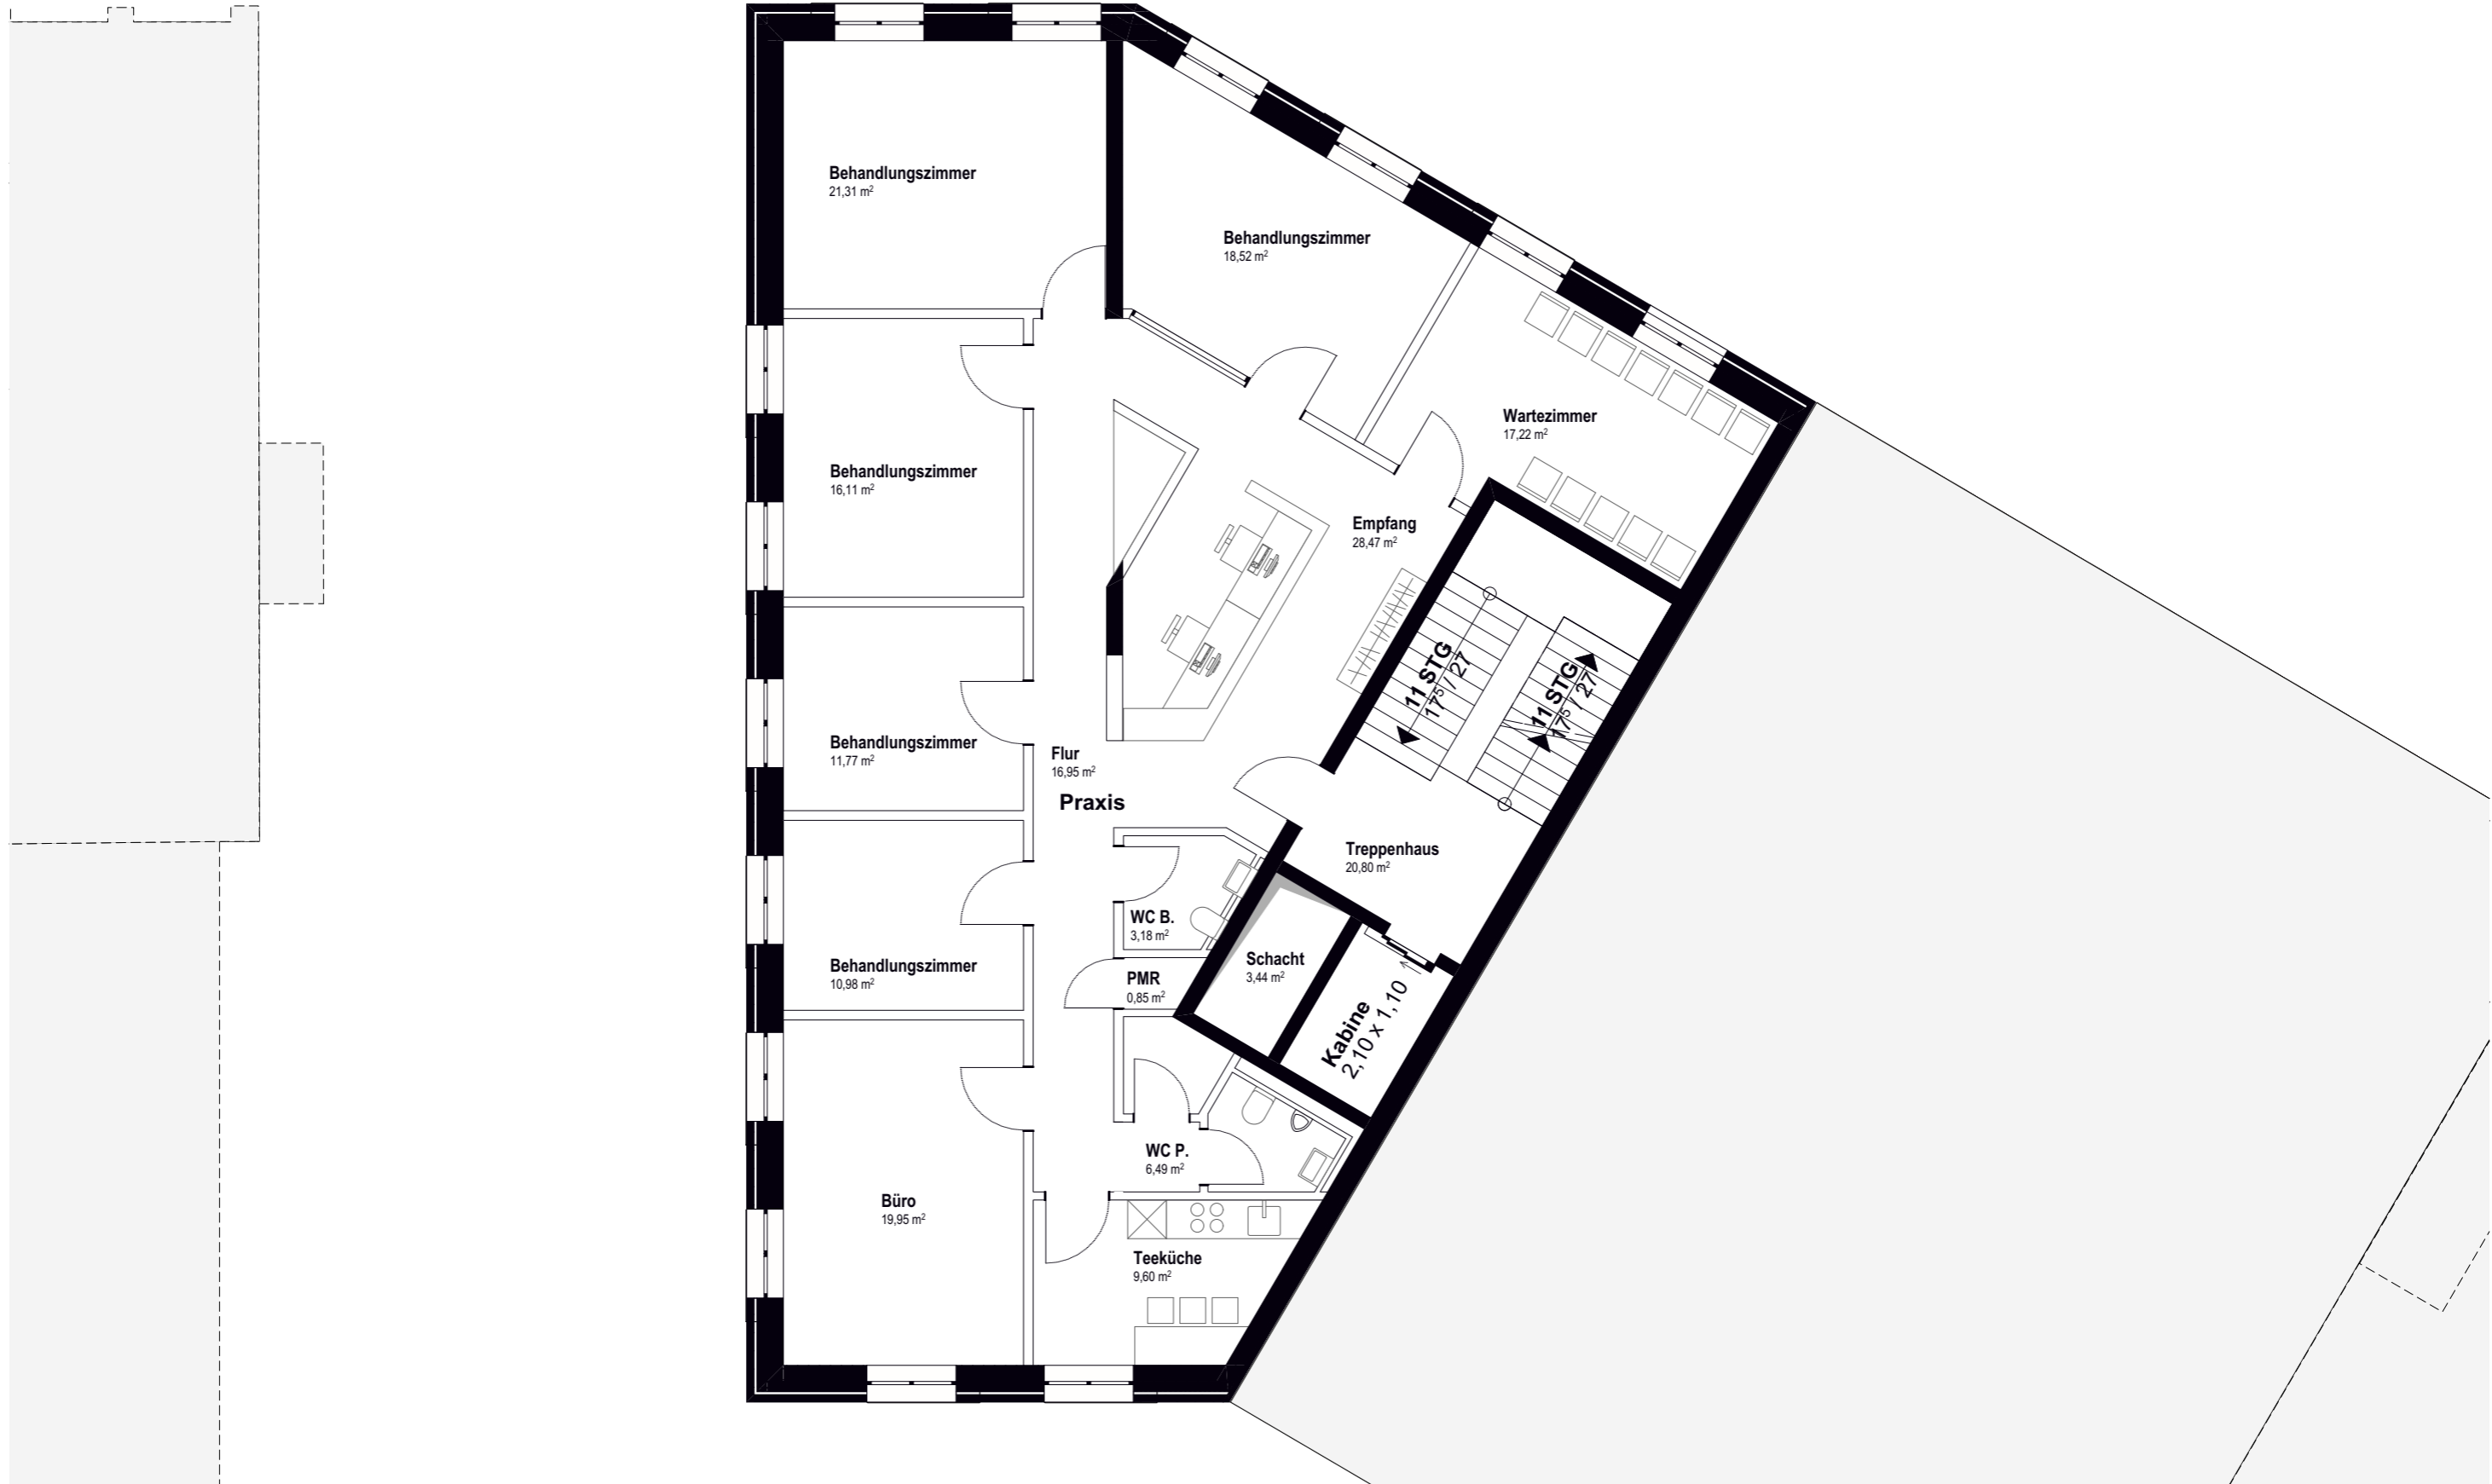 Behandlungszimmer
21,31 m²
Behandlungszimmer
18,52 m²
Wartezimmer
17,22 m²
Behandlungszimmer
16,11 m²
Empfang
28,47 m²
11 STG
17⁵ / 27
11 STG
17⁵ / 27
Behandlungszimmer
11,77 m²
Flur
16,95 m²
Praxis
Treppenhaus
20,80 m²
WC B.
3,18 m²
Behandlungszimmer
10,98 m²
PMR
0,85 m²
Schacht
3,44 m²
Kabine
2,10 x 1,10
WC P.
6,49 m²
Büro
19,95 m²
Teeküche
9,60 m²